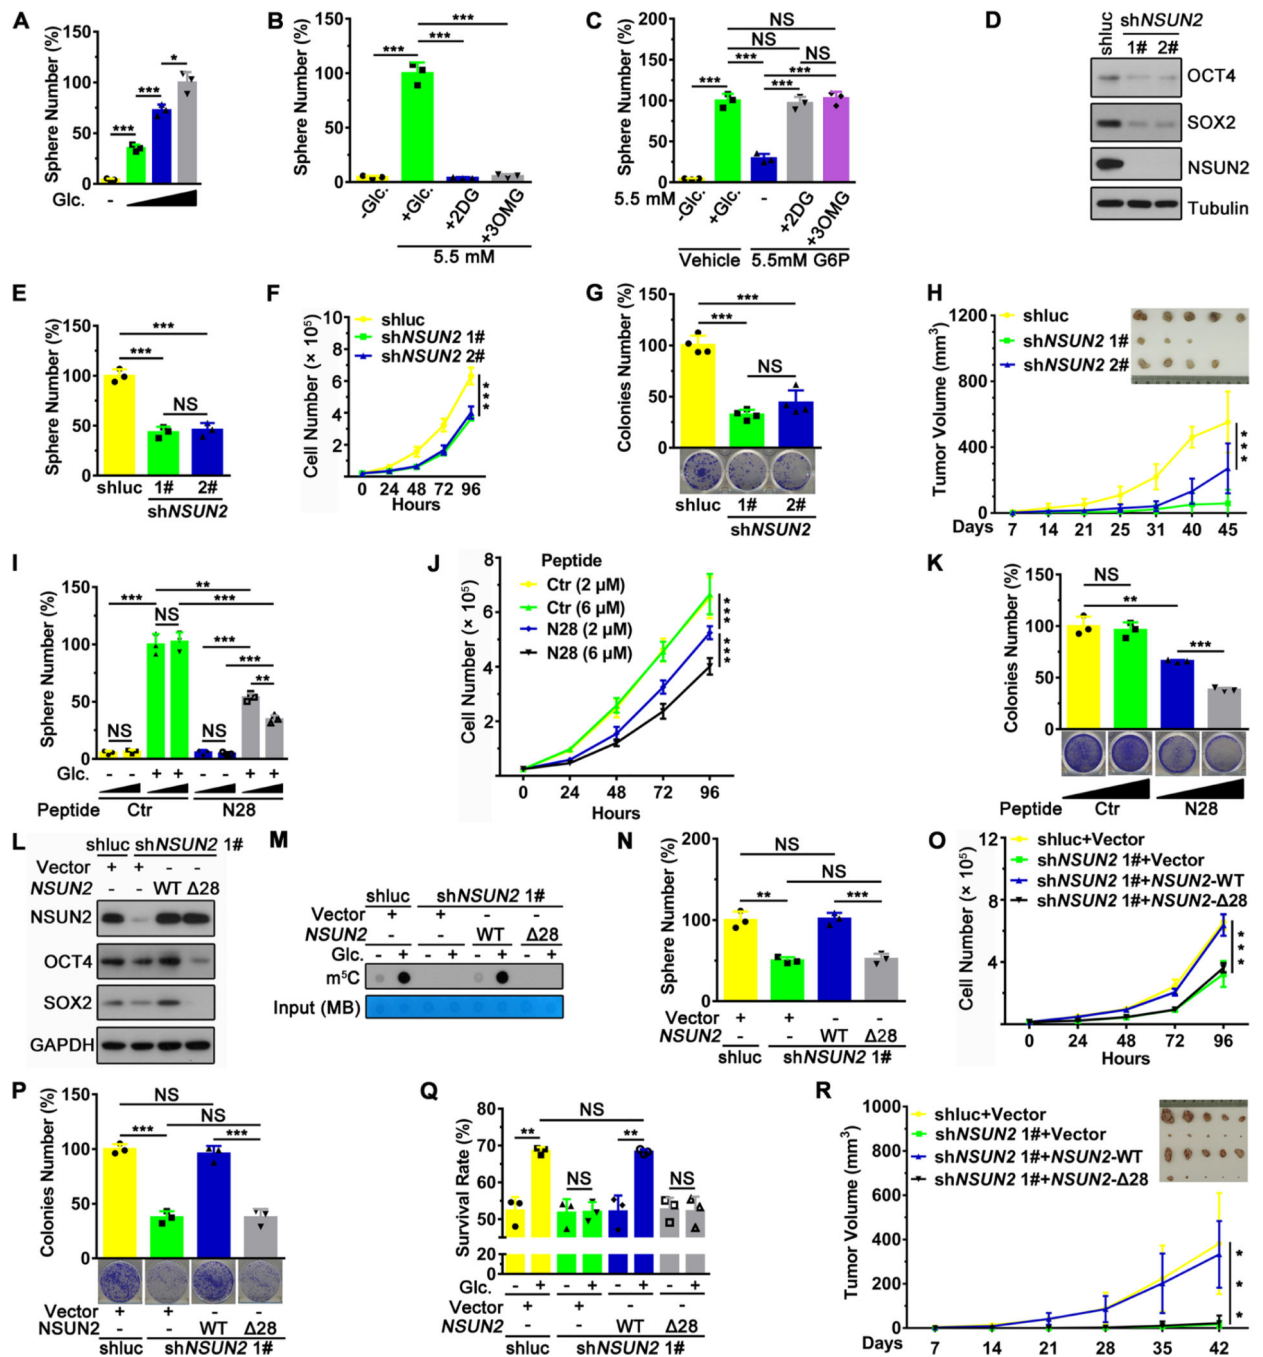 A
Sphere Number (%)
150
100
50
0
***
***
*
Glc.
-
B
Sphere Number (%)
150
100
50
0
***
***
***
-Glc.
+Glc.
+2DG
+3OMG
5.5 mM
C
Sphere Number (%)
200
150
100
50
0
NS
NS
NS
***
***
***
***
5.5 mM
-Glc.
+Glc.
-
+2DG
+3OMG
Vehicle
5.5mM G6P
D
shluc
shNSUN2
1# 2#
OCT4
SOX2
NSUN2
Tubulin
E
Sphere Number (%)
150
100
50
0
***
***
NS
shluc 1# 2#
shNSUN2
F
Cell Number (× 10⁵)
10
8
6
4
2
shluc
shNSUN2 1#
shNSUN2 2#
***
0 24 48 72 96
Hours
G
Colonies Number (%)
150
100
50
0
***
***
NS
shluc 1# 2#
shNSUN2
H
Tumor Volume (mm³)
1200
800
400
0
shluc
shNSUN2 1#
shNSUN2 2#
***
Days 7 14 21 25 31 40 45
I
Sphere Number (%)
150
100
50
0
**
*** ***
NS
***
***
**
NS NS
Glc. - - + + - - + +
Peptide Ctr N28
J
Cell Number (× 10⁵)
8
6
4
2
Peptide
Ctr (2 µM)
Ctr (6 µM)
N28 (2 µM)
N28 (6 µM)
***
***
0 24 48 72 96
Hours
K
Colonies Number (%)
150
100
50
0
NS
**
***
Peptide Ctr N28
L
shluc shNSUN2 1#
Vector + + - -
NSUN2 - - WT Δ28
NSUN2
OCT4
SOX2
GAPDH
M
shluc shNSUN2 1#
Vector + + - -
NSUN2 - - WT Δ28
Glc. - + - + - + - +
m⁵C
Input (MB)
N
Sphere Number (%)
200
150
100
50
0
NS
NS
** ***
Vector + + - -
NSUN2 - - WT Δ28
shluc shNSUN2 1#
O
Cell Number (× 10⁵)
12
8
4
shluc+Vector
shNSUN2 1#+Vector
shNSUN2 1#+NSUN2-WT
shNSUN2 1#+NSUN2-Δ28
***
0 24 48 72 96
Hours
P
Colonies Number (%)
150
100
50
0
NS
NS
*** ***
Vector + + - -
NSUN2 - - WT Δ28
shluc shNSUN2 1#
Q
Survival Rate (%)
80
70
60
50
20
0
NS
** NS ** NS
Glc. - + - + - + - +
Vector + + - -
NSUN2 - - WT Δ28
shluc shNSUN2 1#
R
Tumor Volume (mm³)
1000
800
600
400
200
0
shluc+Vector
shNSUN2 1#+Vector
shNSUN2 1#+NSUN2-WT
shNSUN2 1#+NSUN2-Δ28
***
Days 7 14 21 28 35 42